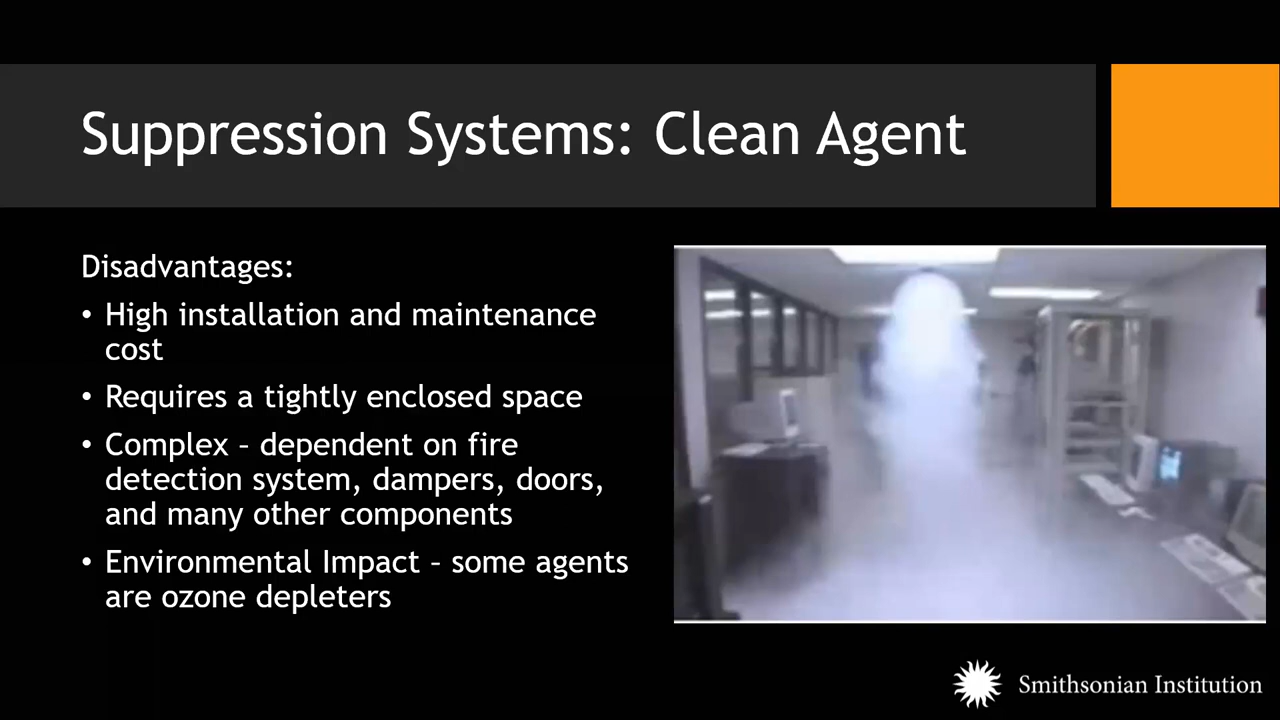 Suppression Systems: Clean Agent
Disadvantages:
• High installation and maintenance
cost
• Requires a tightly enclosed space
• Complex – dependent on fire
detection system, dampers, doors,
and many other components
• Environmental Impact – some agents
are ozone depleters
Smithsonian Institution